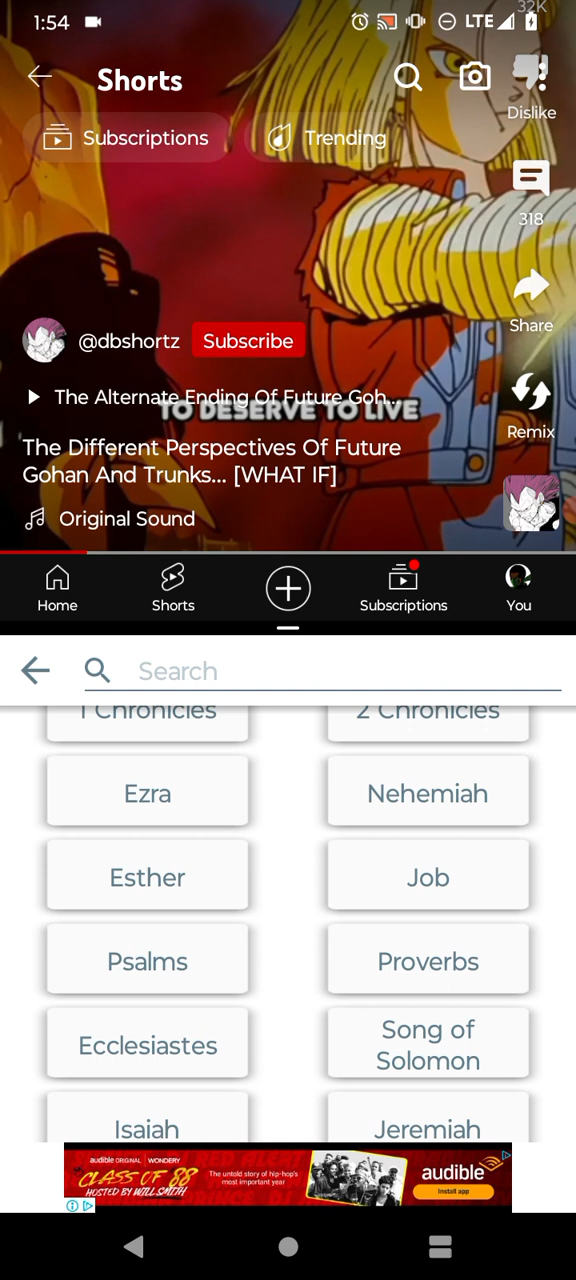 1:54
LTE
32K
Shorts
Dislike
Subscriptions
Trending
318
Share
@dbshortz
Subscribe
The Alternate Ending Of Future Goh...
TO DESERVE TO LIVE
Remix
The Different Perspectives Of Future
Gohan And Trunks... [WHAT IF]
Original Sound
Home
Shorts
Subscriptions
You
Search
1 Chronicles
2 Chronicles
Ezra
Nehemiah
Esther
Job
Psalms
Proverbs
Ecclesiastes
Song of
Solomon
Isaiah
Jeremiah
audible ORIGINAL WONDERY
CLASS OF 88
HOSTED BY WILL SMITH
The untold story of hip-hop's
most important year
audible
Install app